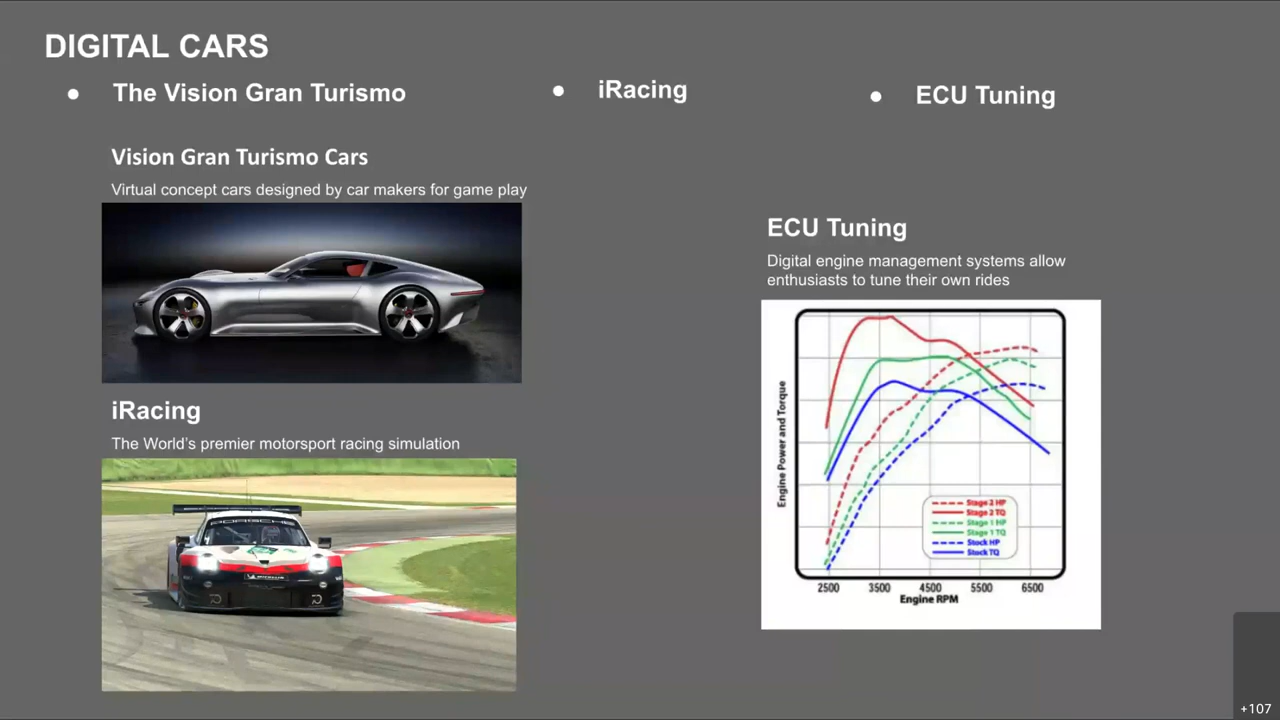 DIGITAL CARS
● The Vision Gran Turismo
● iRacing
● ECU Tuning
Vision Gran Turismo Cars
Virtual concept cars designed by car makers for game play
iRacing
The World's premier motorsport racing simulation
PORSCHE
MICHELIN
ECU Tuning
Digital engine management systems allow
enthusiasts to tune their own rides
Engine Power and Torque
Stage 2 HP
Stage 2 TQ
Stage 1 HP
Stage 1 TQ
Stock HP
Stock TQ
2500 3500 4500 5500 6500
Engine RPM
+107